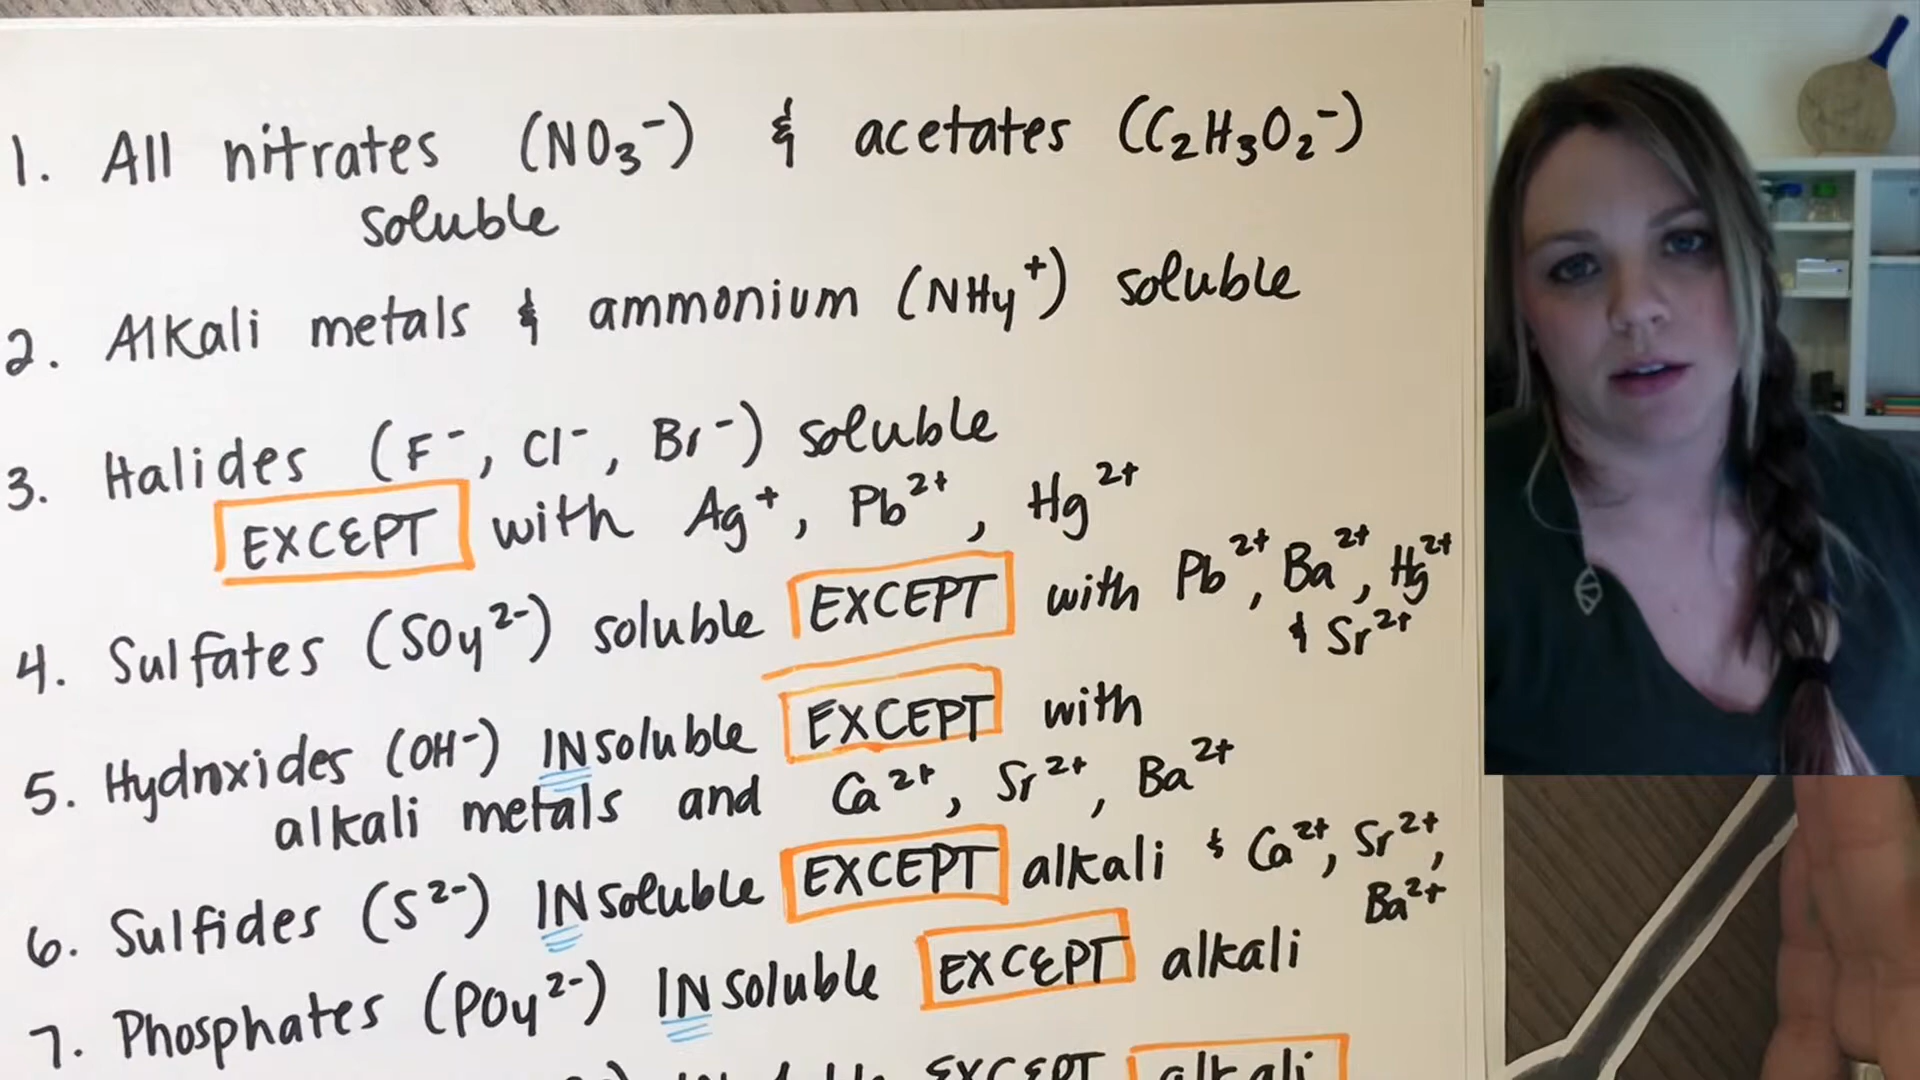 1. All nitrates (NO₃⁻) & acetates (C₂H₃O₂⁻)
soluble
2. Alkali metals & ammonium (NH₄⁺) soluble
3. Halides (F⁻, Cl⁻, Br⁻) soluble
EXCEPT with Ag⁺, Pb²⁺, Hg²⁺
4. Sulfates (SO₄²⁻) soluble EXCEPT with Pb²⁺, Ba²⁺, Hg²⁺
& Sr²⁺
5. Hydroxides (OH⁻) INsoluble EXCEPT with
alkali metals and Ca²⁺, Sr²⁺, Ba²⁺
6. Sulfides (S²⁻) INsoluble EXCEPT alkali & Ca²⁺, Sr²⁺,
Ba²⁺
7. Phosphates (PO₄²⁻) INsoluble EXCEPT alkali
EXCEPT alkali